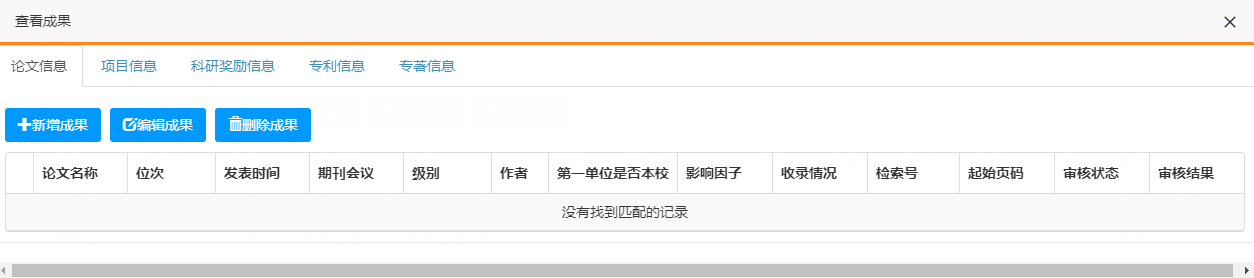 查看成果
论文信息 项目信息 科研奖励信息 专利信息 专著信息
新增成果 编辑成果 删除成果
论文名称 位次 发表时间 期刊会议 级别 作者 第一单位是否本校 影响因子 收录情况 检索号 起始页码 审核状态 审核结果
没有找到匹配的记录